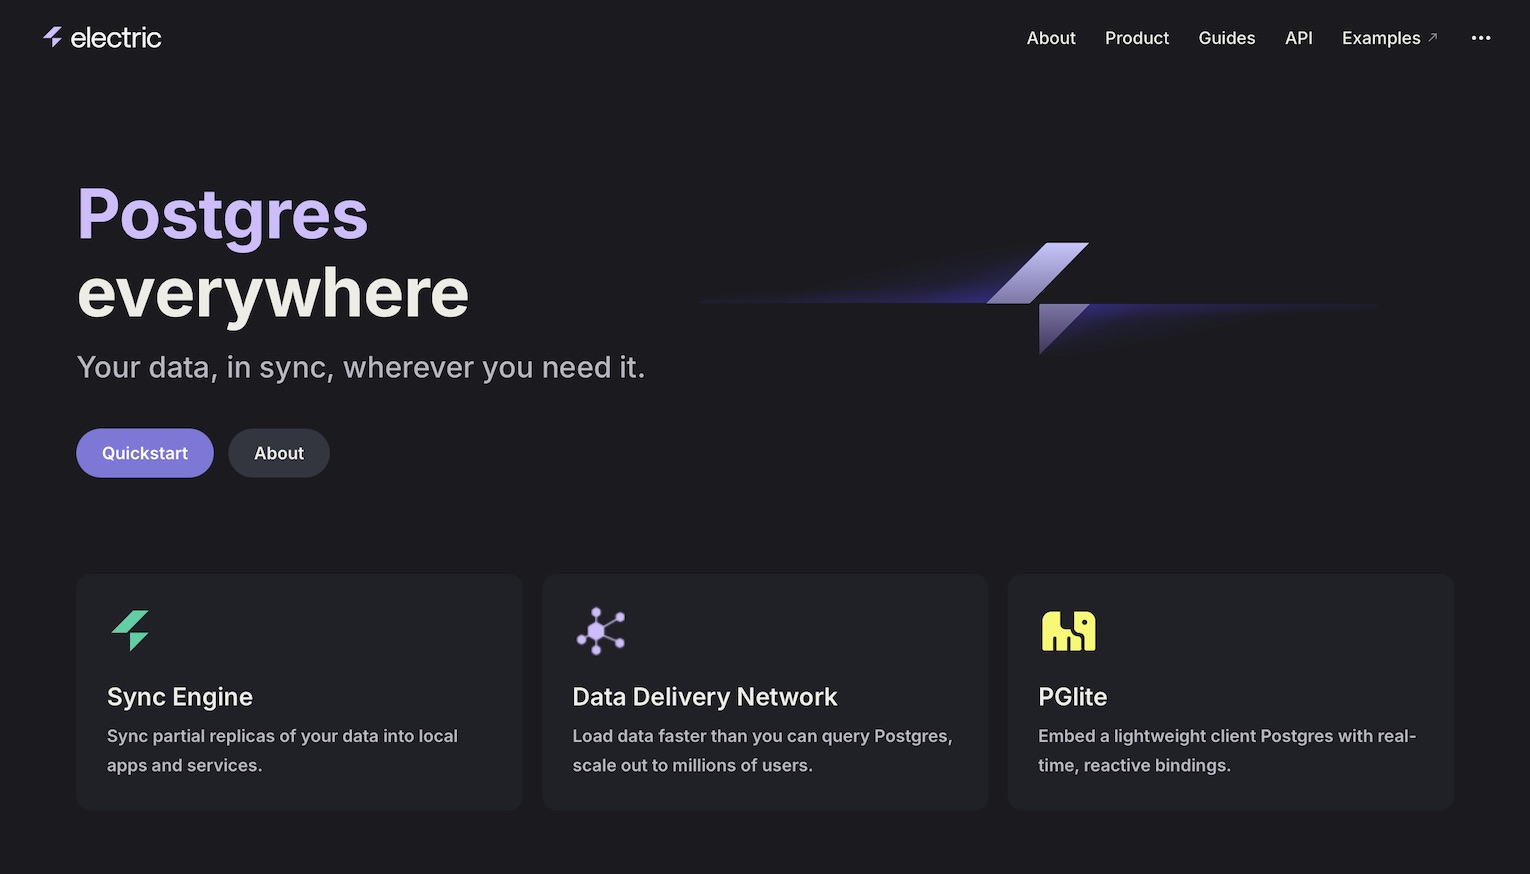 electric
About Product Guides API Examples ↗ •••
Postgres
everywhere
Your data, in sync, wherever you need it.
Quickstart About
Sync Engine
Sync partial replicas of your data into local
apps and services.
Data Delivery Network
Load data faster than you can query Postgres,
scale out to millions of users.
PGlite
Embed a lightweight client Postgres with real-
time, reactive bindings.